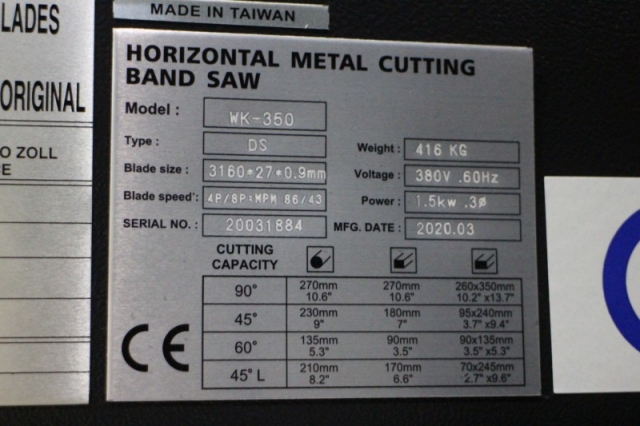 MADE IN TAIWAN
LADES
ORIGINAL
O ZOLL
E
HORIZONTAL METAL CUTTING
BAND SAW
Model : WK-350
Type : DS
Weight : 416 KG
Blade size : 3160*27*0.9mm
Voltage : 380V .60Hz
Blade speed : 4P/8P:MPM 86/43
Power : 1.5kw .3ø
SERIAL NO. : 20031884
MFG. DATE : 2020.03
CUTTING
CAPACITY
90° 270mm 270mm 260x350mm
10.6" 10.6" 10.2" x13.7"
45° 230mm 180mm 95x240mm
9" 7" 3.7" x9.4"
60° 135mm 90mm 90x135mm
5.3" 3.5" 3.5" x5.3"
45° L 210mm 170mm 70x245mm
8.2" 6.6" 2.7" x9.6"
CE